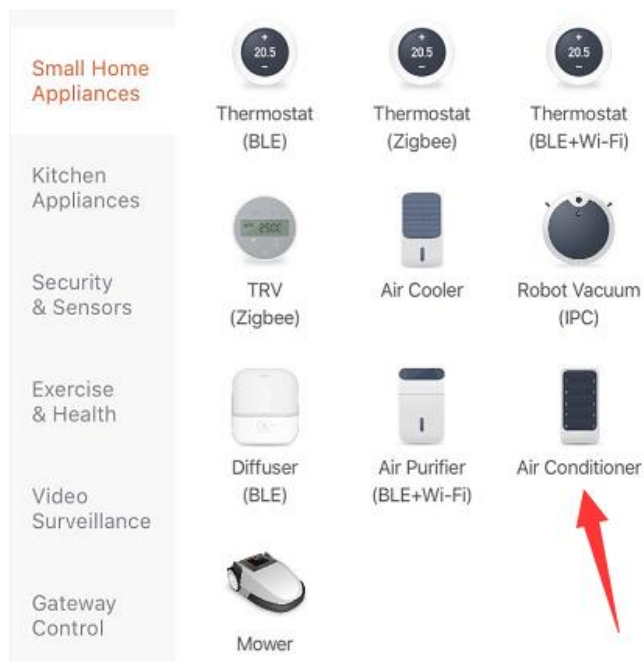 Small Home
Appliances
Kitchen
Appliances
Security
& Sensors
Exercise
& Health
Video
Surveillance
Gateway
Control
+
20.5
−
+
20.5
−
+
20.5
−
Thermostat
(BLE)
Thermostat
(Zigbee)
Thermostat
(BLE+Wi-Fi)
TRV
(Zigbee)
Air Cooler
Robot Vacuum
(IPC)
Diffuser
(BLE)
Air Purifier
(BLE+Wi-Fi)
Air Conditioner
Mower